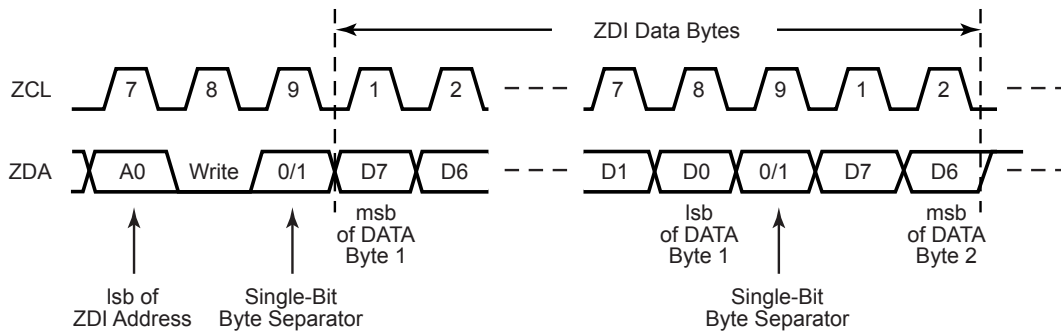 ZDI Data Bytes
ZCL 7 8 9 1 2 7 8 9 1 2
ZDA A0 Write 0/1 D7 D6 D1 D0 0/1 D7 D6
msb
of DATA
Byte 1
lsb
of DATA
Byte 1
msb
of DATA
Byte 2
lsb of
ZDI Address
Single-Bit
Byte Separator
Single-Bit
Byte Separator